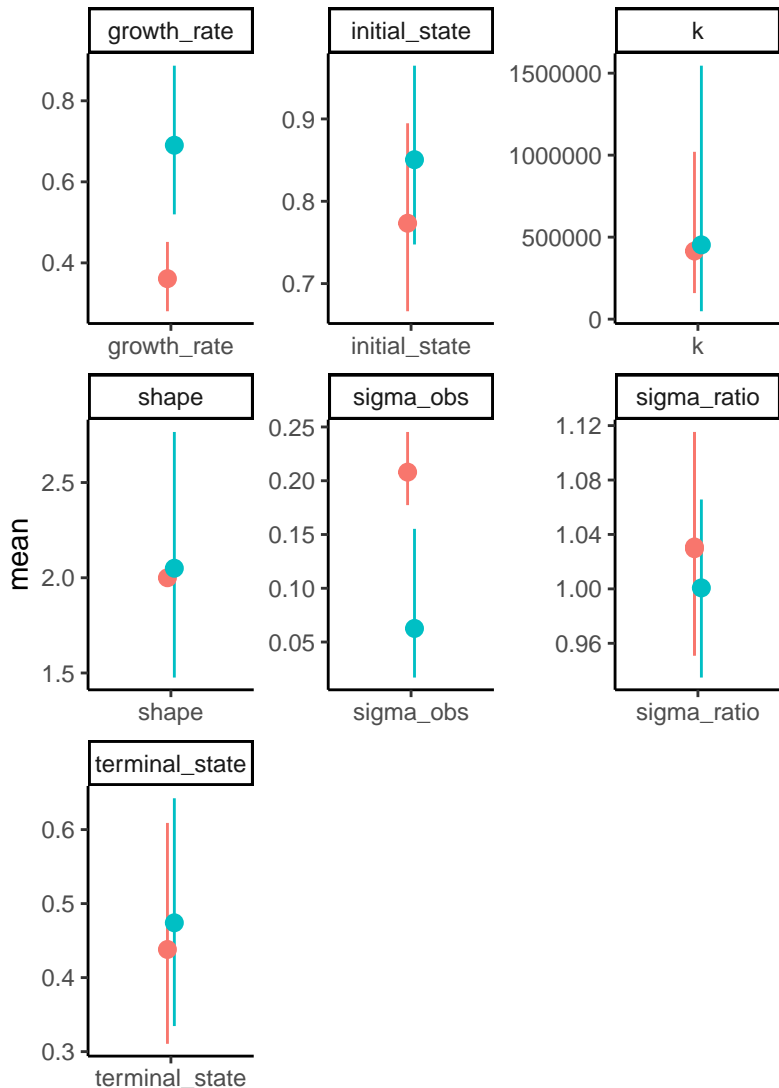 growth_rate
initial_state
k
0.8
0.6
0.4
0.9
0.8
0.7
1500000
1000000
500000
0
growth_rate
initial_state
k
shape
sigma_obs
sigma_ratio
mean
2.5
2.0
1.5
0.25
0.20
0.15
0.10
0.05
1.12
1.08
1.04
1.00
0.96
shape
sigma_obs
sigma_ratio
terminal_state
0.6
0.5
0.4
0.3
terminal_state